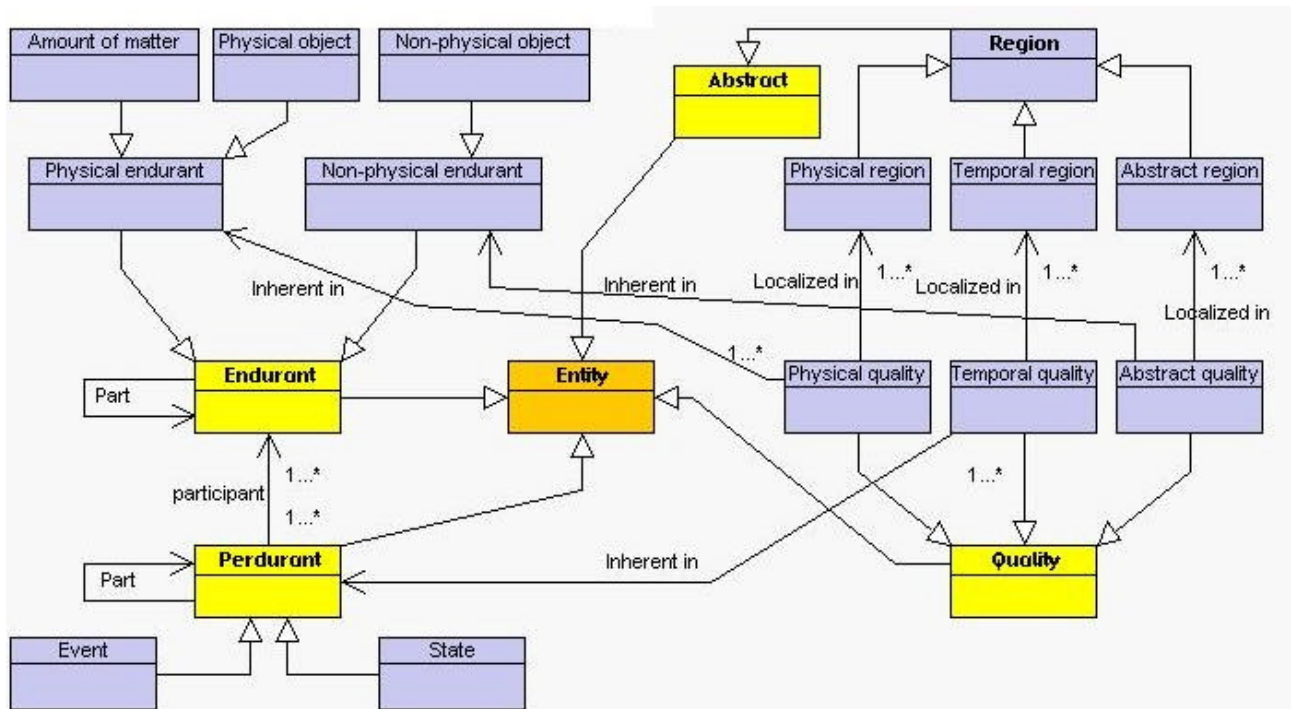 Amount of matter
Physical object
Non-physical object
Abstract
Region
Physical endurant
Non-physical endurant
Physical region
Temporal region
Abstract region
Inherent in
Inherent in
Localized in
1...*
Localized in
1...*
Localized in
1...*
1...*
Endurant
Part
Entity
Physical quality
Temporal quality
Abstract quality
participant
1...*
1...*
1...*
Perdurant
Part
Inherent in
Quality
Event
State